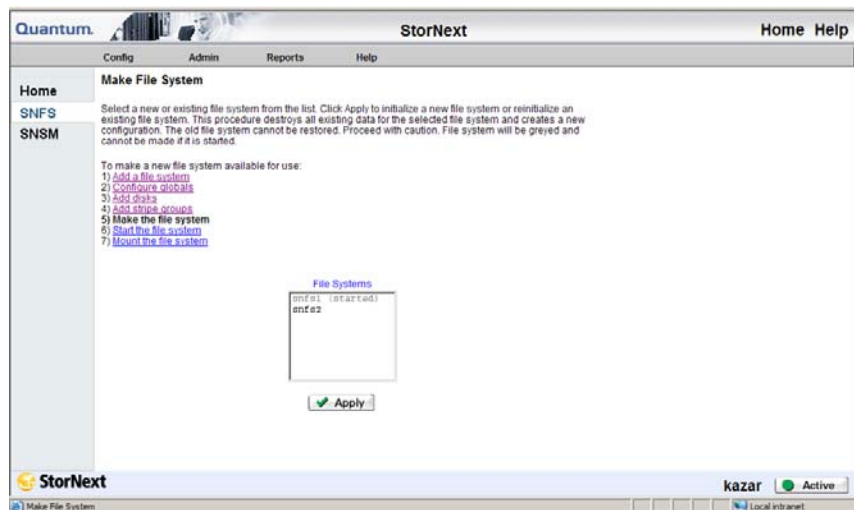 Quantum.
StorNext
Home Help
Config Admin Reports Help
Home
SNFS
SNSM
Make File System
Select a new or existing file system from the list. Click Apply to initialize a new file system or reinitialize an
existing file system. This procedure destroys all existing data for the selected file system and creates a new
configuration. The old file system cannot be restored. Proceed with caution. File system will be greyed and
cannot be made if it is started.
To make a new file system available for use:
1) Add a file system
2) Configure globals
3) Add disks
4) Add stripe groups
5) Make the file system
6) Start the file system
7) Mount the file system
File Systems
snfs1 (started)
snfs2
Apply
StorNext
kazar Active
Make File System
Local intranet